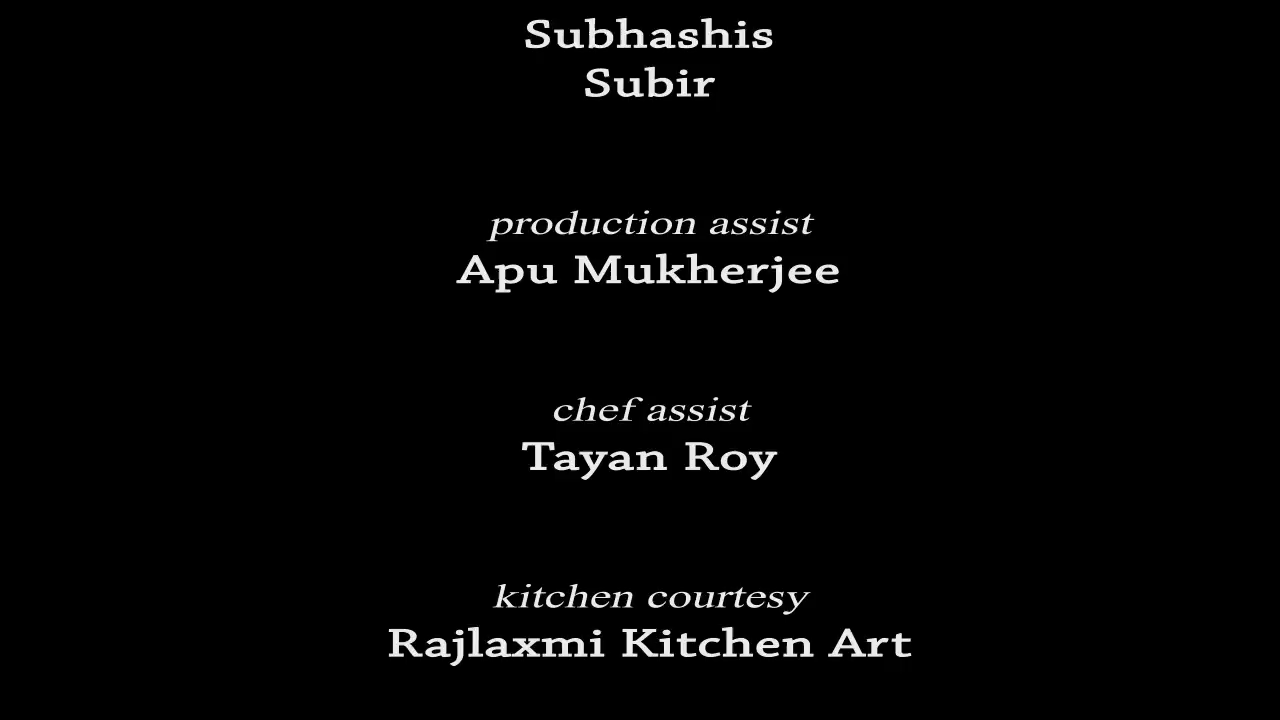 Subhashis
Subir
production assist
Apu Mukherjee
chef assist
Tayan Roy
kitchen courtesy
Rajlaxmi Kitchen Art